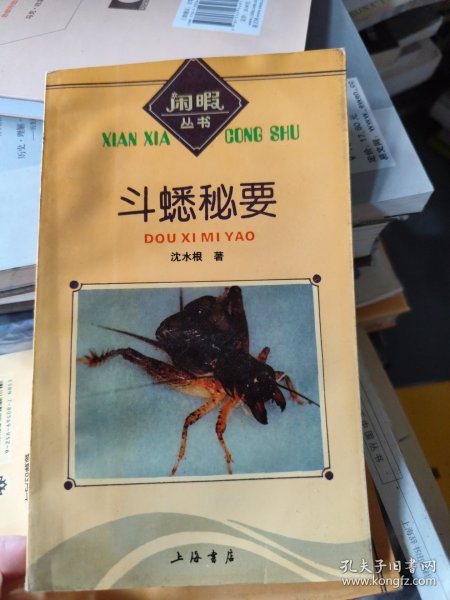 闲暇
丛书
XIAN XIA CONG SHU
斗蟋秘要
DOU XI MI YAO
沈水根 著
上海书店
孔夫子旧书网
www.kongfz.com